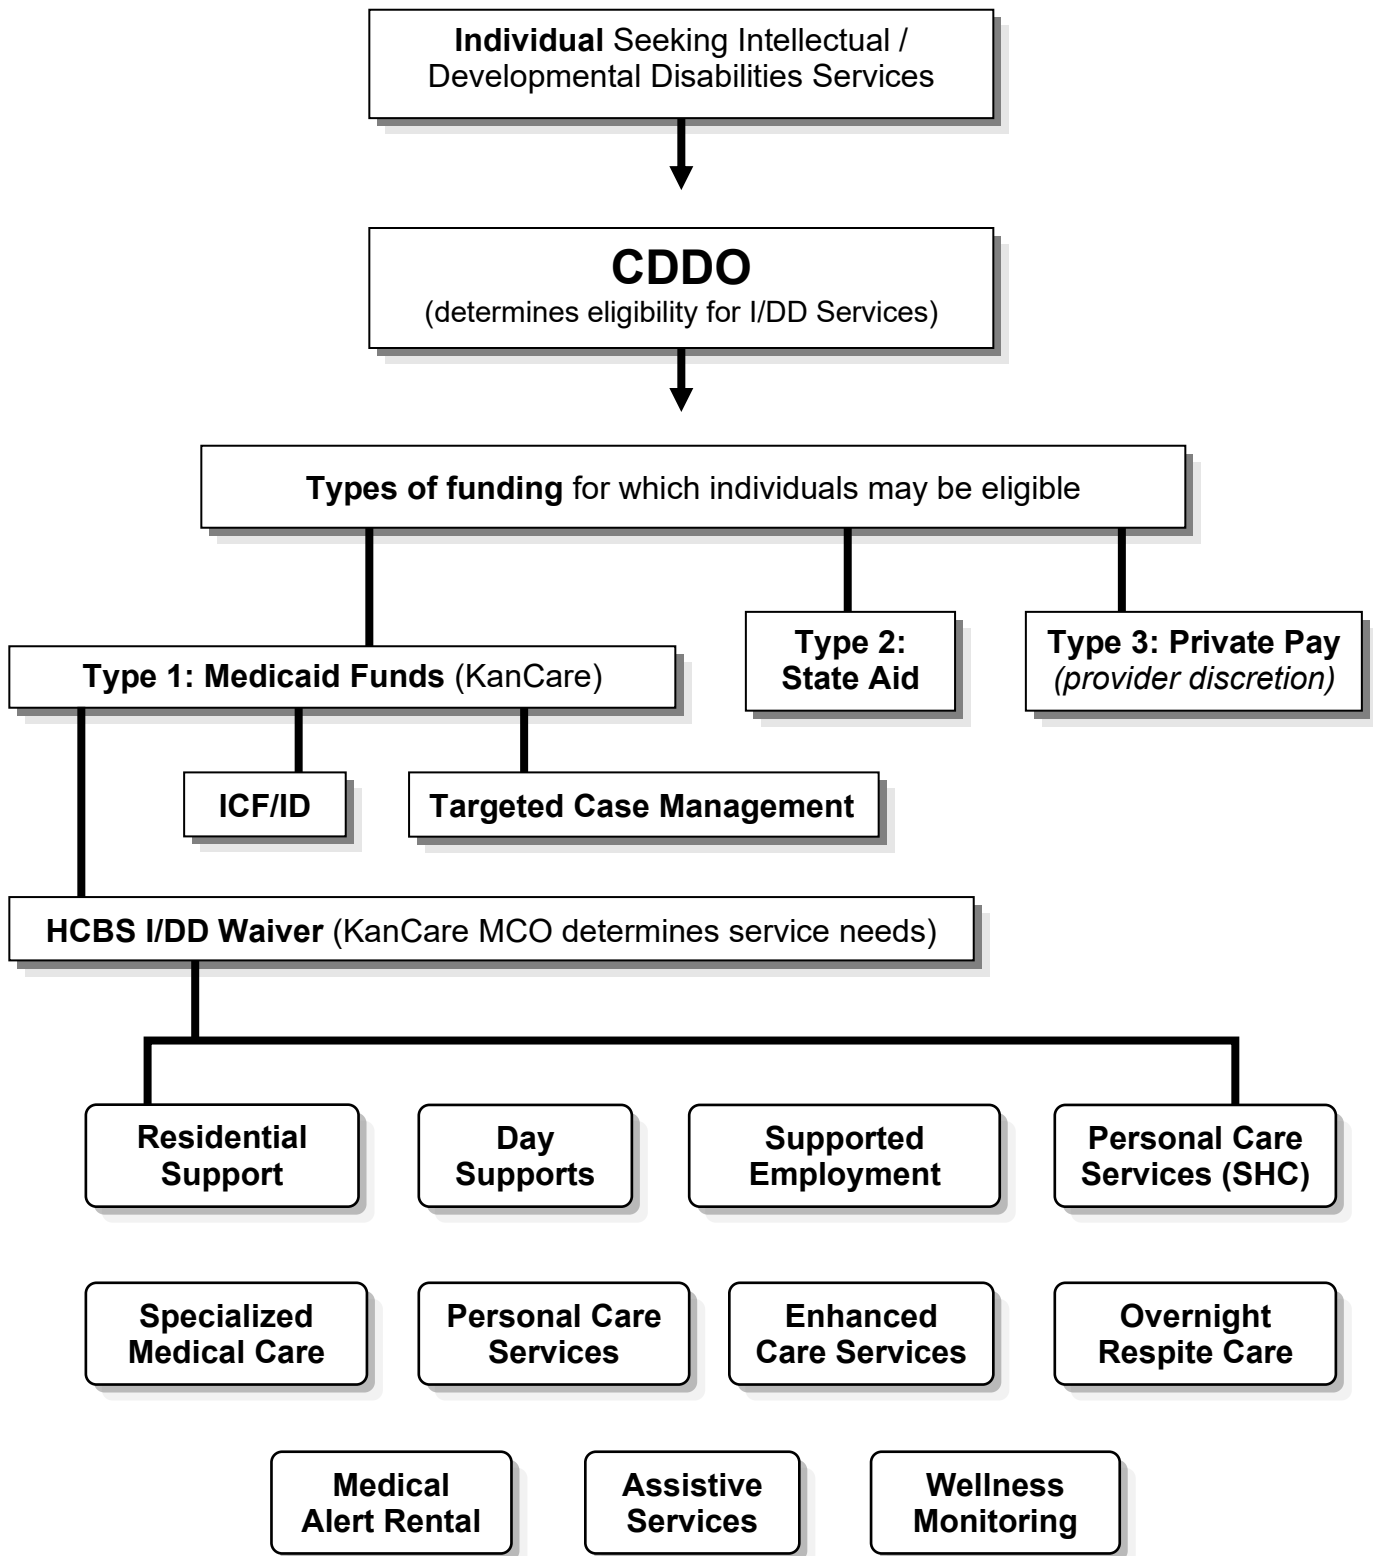 Individual Seeking Intellectual /
Developmental Disabilities Services
CDDO
(determines eligibility for I/DD Services)
Types of funding for which individuals may be eligible
Type 1: Medicaid Funds (KanCare)
Type 2:
State Aid
Type 3: Private Pay
(provider discretion)
ICF/ID
Targeted Case Management
HCBS I/DD Waiver (KanCare MCO determines service needs)
Residential
Support
Day
Supports
Supported
Employment
Personal Care
Services (SHC)
Specialized
Medical Care
Personal Care
Services
Enhanced
Care Services
Overnight
Respite Care
Medical
Alert Rental
Assistive
Services
Wellness
Monitoring